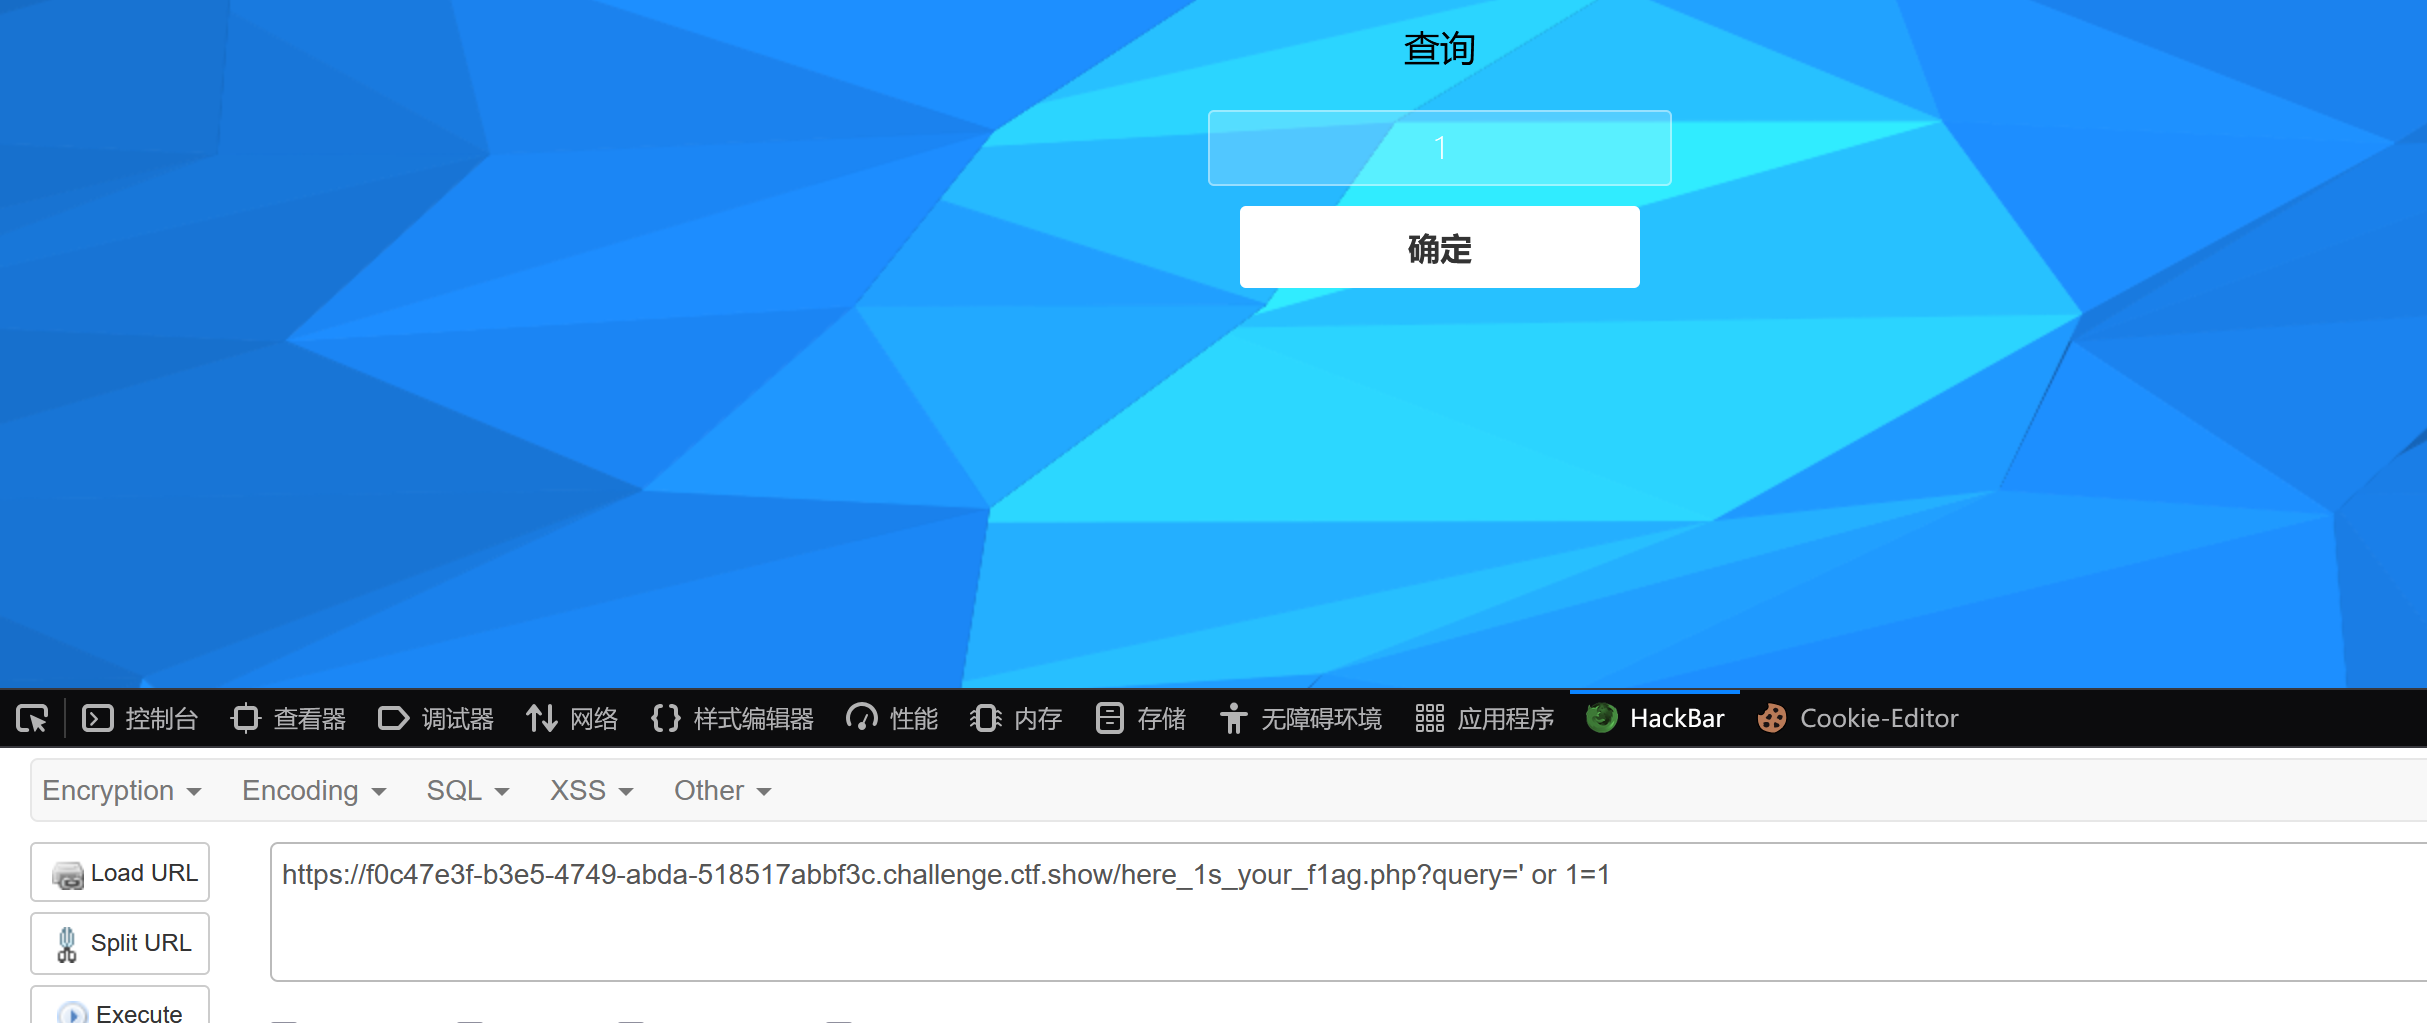 查询
1
确定
控制台 查看器 调试器 网络 样式编辑器 性能 内存 存储 无障碍环境 应用程序 HackBar Cookie-Editor
Encryption Encoding SQL XSS Other
Load URL https://f0c47e3f-b3e5-4749-abda-518517abbf3c.challenge.ctf.show/here_1s_your_f1ag.php?query=' or 1=1
Split URL
Execute